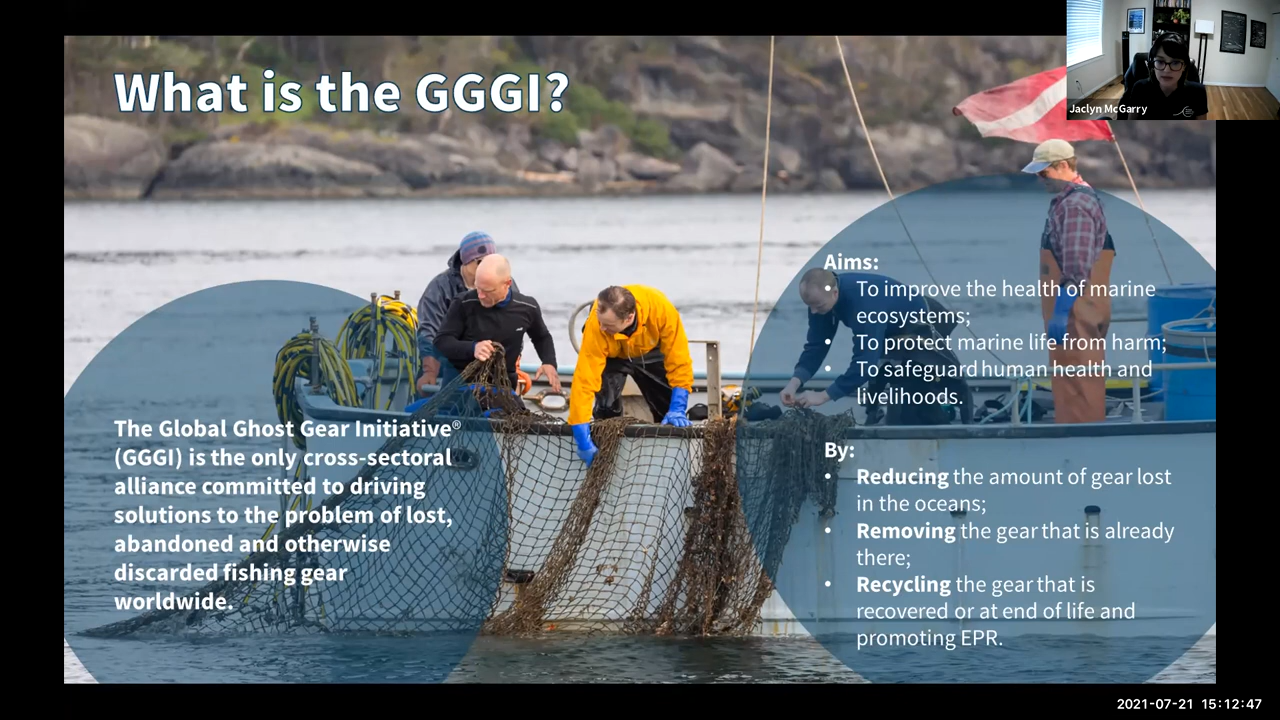 What is the GGGI?
Jaclyn McGarry
The Global Ghost Gear Initiative®
(GGGI) is the only cross-sectoral
alliance committed to driving
solutions to the problem of lost,
abandoned and otherwise
discarded fishing gear
worldwide.
Aims:
• To improve the health of marine
ecosystems;
• To protect marine life from harm;
• To safeguard human health and
livelihoods.
By:
• Reducing the amount of gear lost
in the oceans;
• Removing the gear that is already
there;
• Recycling the gear that is
recovered or at end of life and
promoting EPR.
2021-07-21 15:12:47